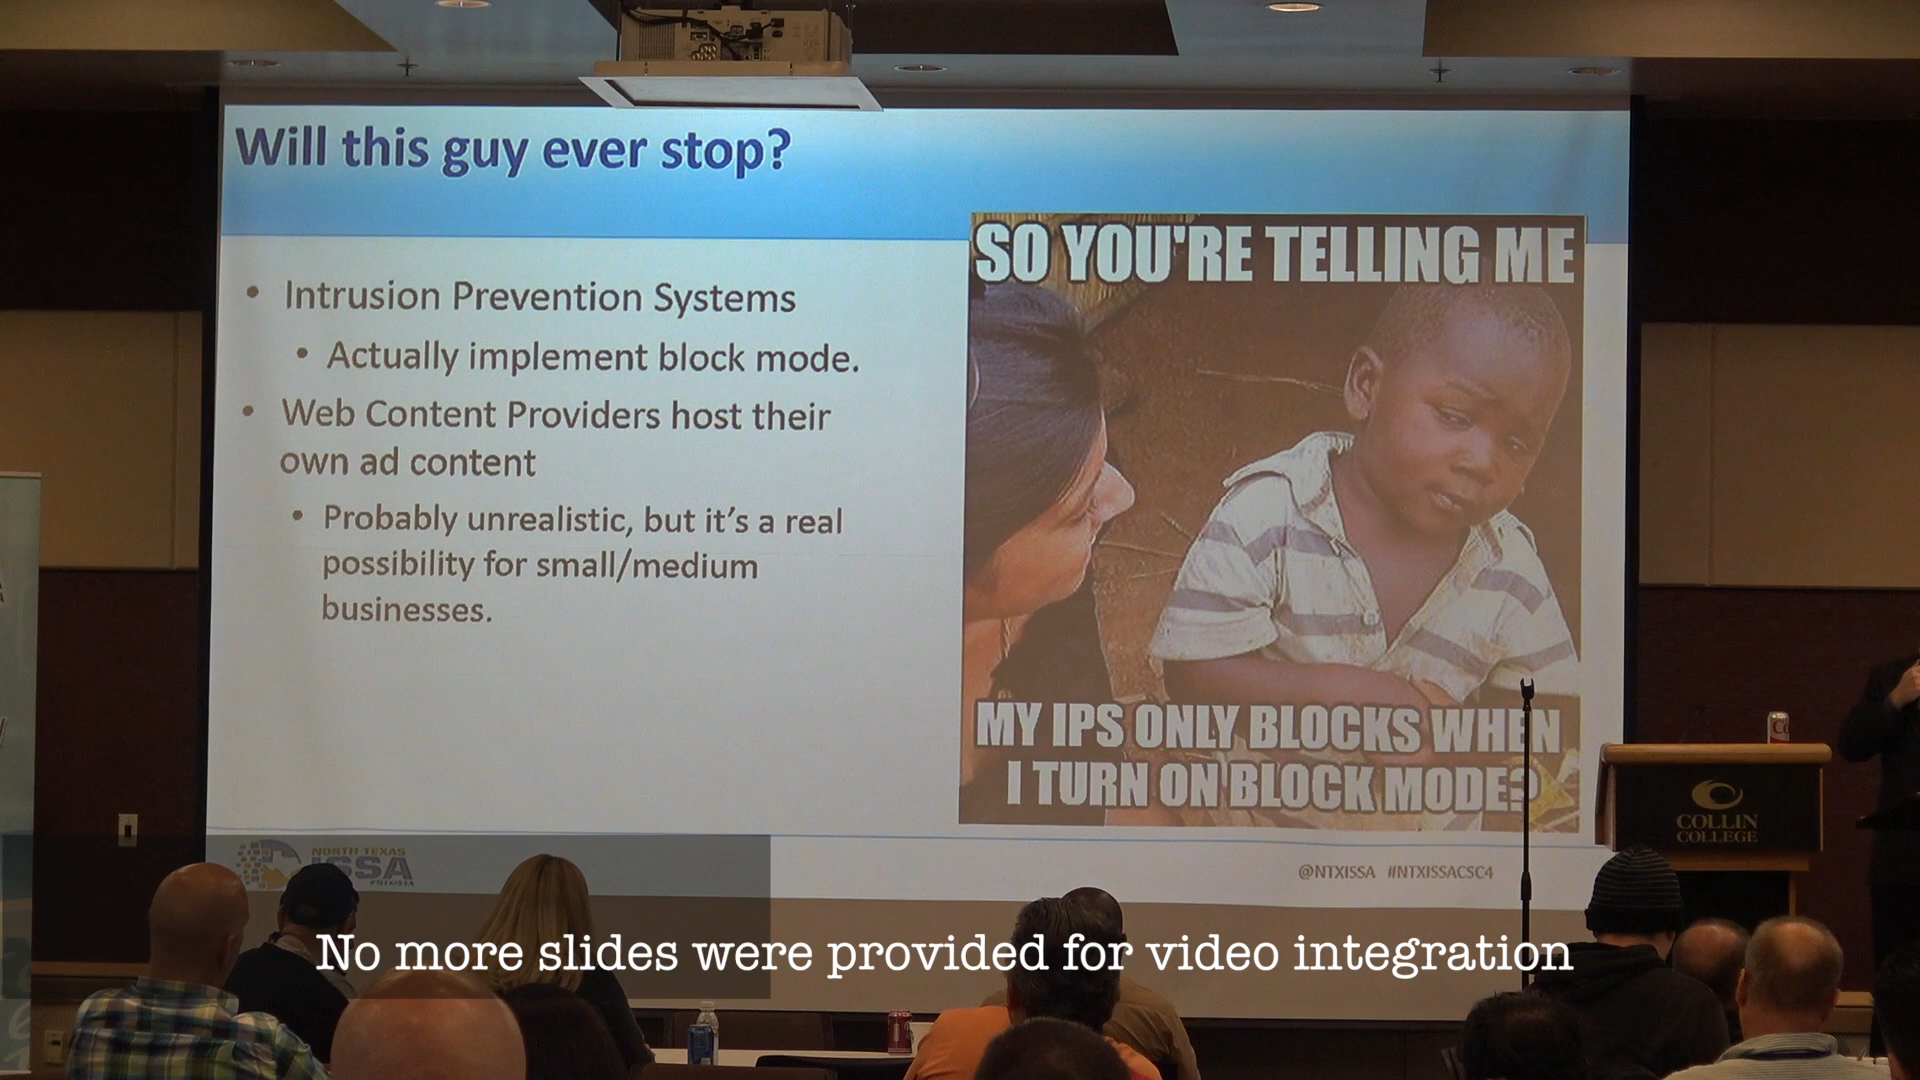 Will this guy ever stop?
• Intrusion Prevention Systems
• Actually implement block mode.
• Web Content Providers host their
own ad content
• Probably unrealistic, but it's a real
possibility for small/medium
businesses.
SO YOU'RE TELLING ME
MY IPS ONLY BLOCKS WHEN
I TURN ON BLOCK MODE?
NORTH TEXAS
ISSA
#NTXISSA
@NTXISSA #NTXISSACSC4
COLLIN
COLLEGE
No more slides were provided for video integration